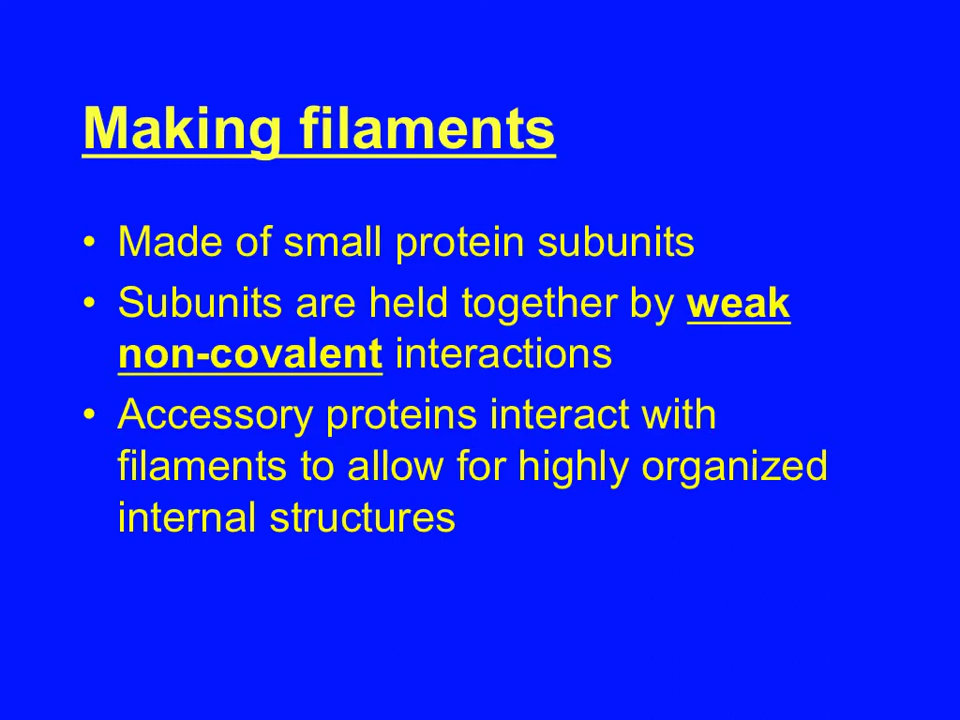 Making filaments
• Made of small protein subunits
• Subunits are held together by weak
non-covalent interactions
• Accessory proteins interact with
filaments to allow for highly organized
internal structures